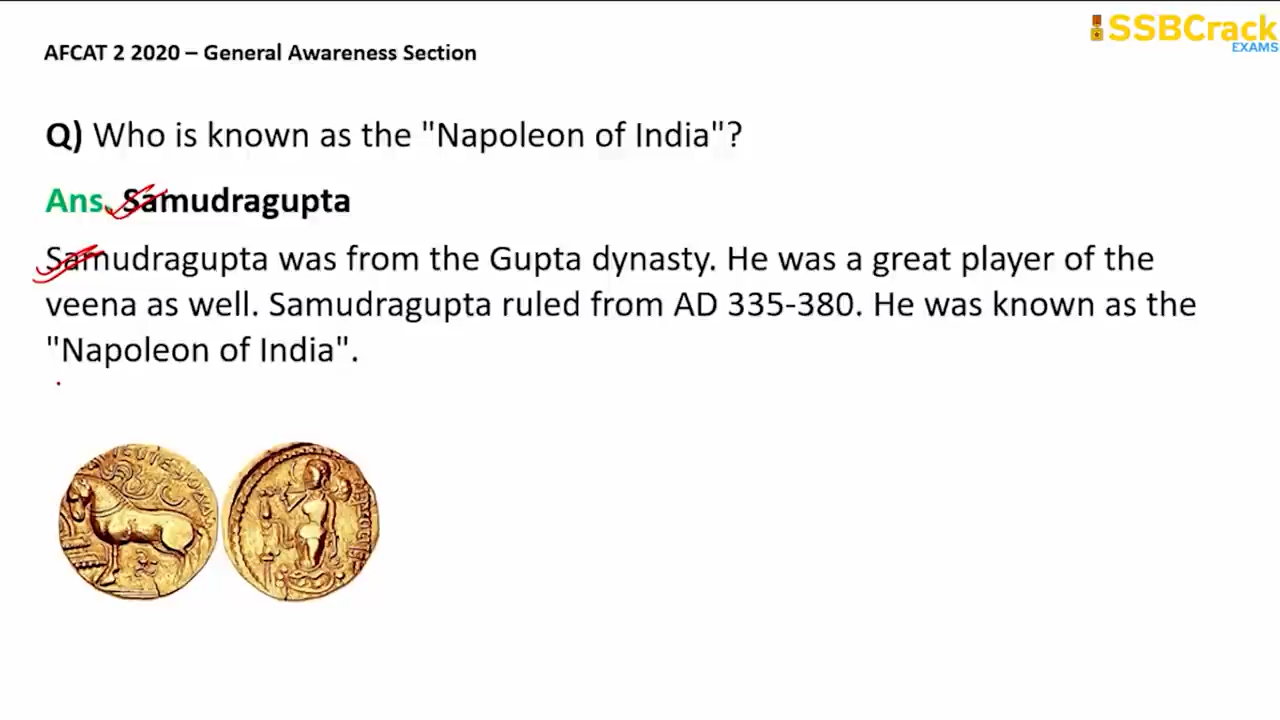 SSBCrack
EXAMS
AFCAT 2 2020 – General Awareness Section
Q) Who is known as the "Napoleon of India"?
Ans. Samudragupta
Samudragupta was from the Gupta dynasty. He was a great player of the
veena as well. Samudragupta ruled from AD 335-380. He was known as the
"Napoleon of India".